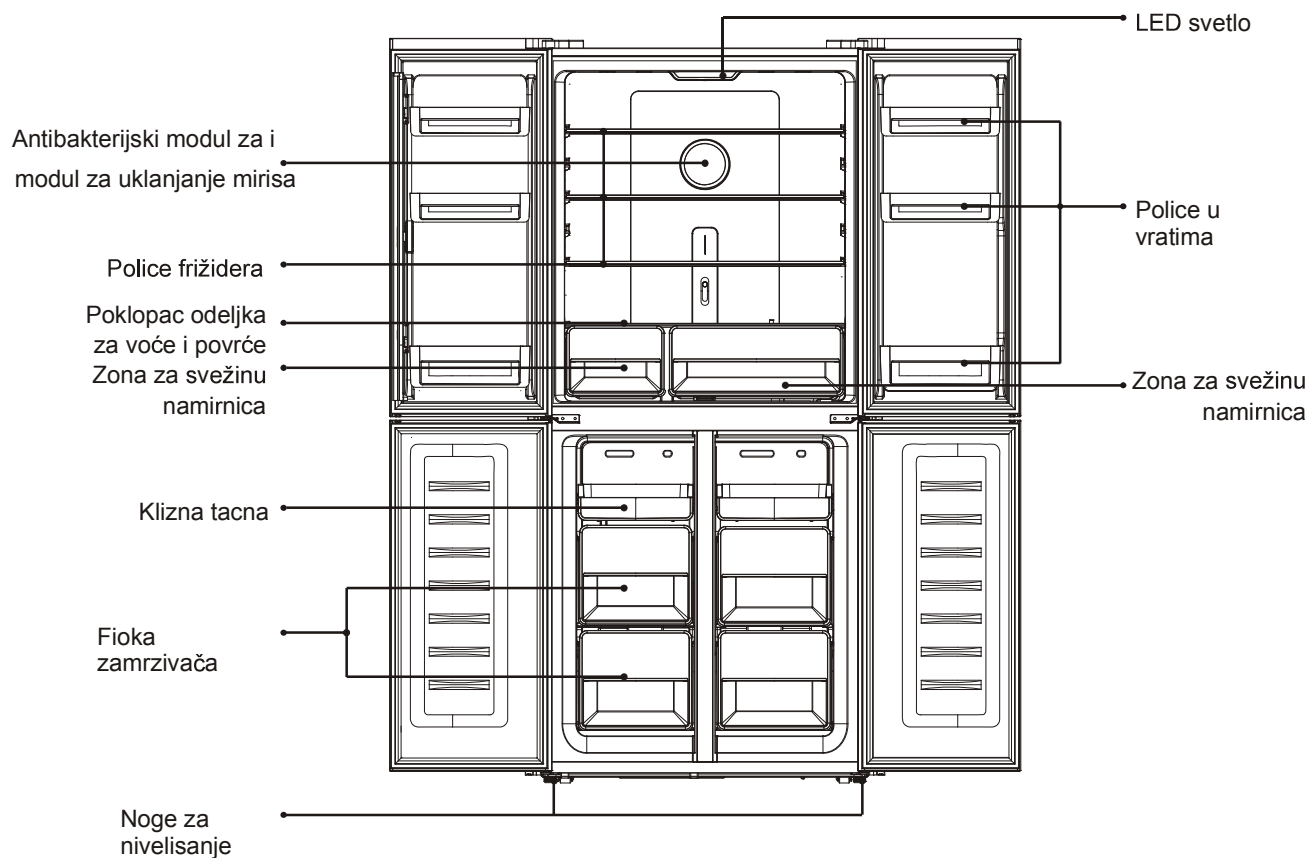 LED svetlo
Antibakterijski modul za i
modul za uklanjanje mirisa
Police u
vratima
Police frižidera
Poklopac odeljka
za voće i povrće
Zona za svežinu
namirnica
Zona za svežinu
namirnica
Klizna tacna
Fioka
zamrzivača
Noge za
nivelisanje